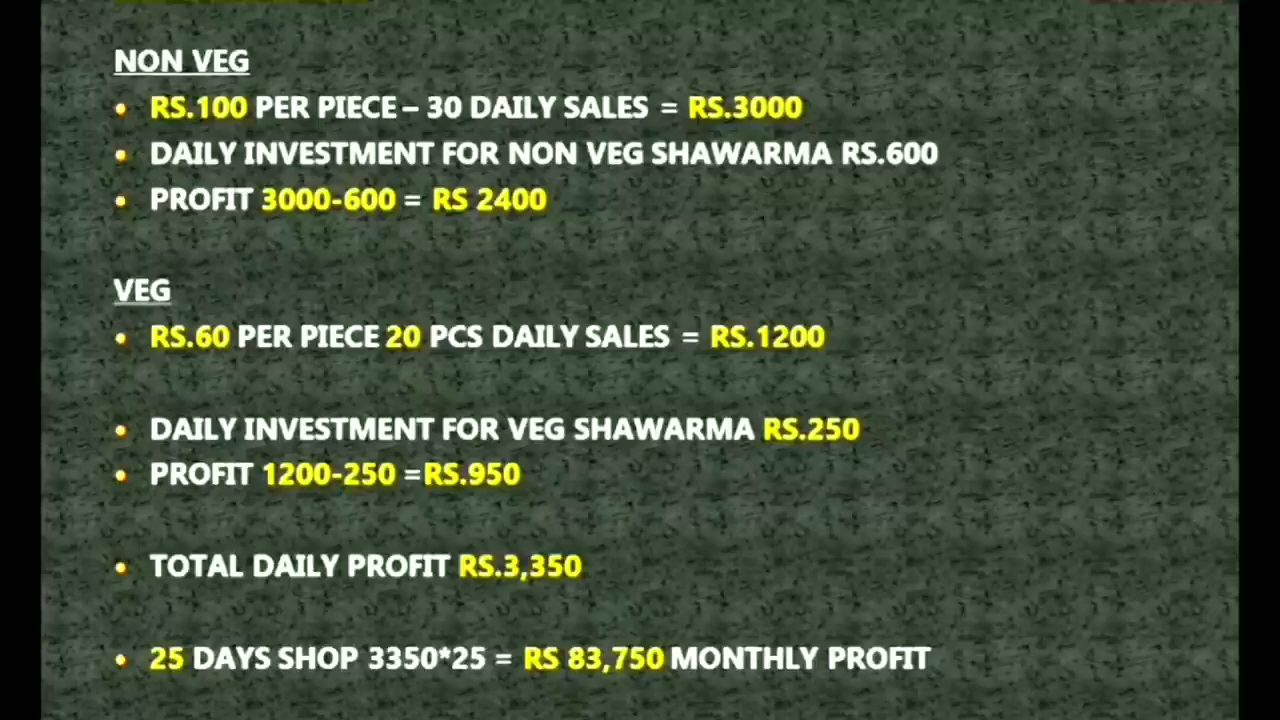 NON VEG
• RS.100 PER PIECE – 30 DAILY SALES = RS.3000
• DAILY INVESTMENT FOR NON VEG SHAWARMA RS.600
• PROFIT 3000-600 = RS 2400
VEG
• RS.60 PER PIECE 20 PCS DAILY SALES = RS.1200
• DAILY INVESTMENT FOR VEG SHAWARMA RS.250
• PROFIT 1200-250 =RS.950
• TOTAL DAILY PROFIT RS.3,350
• 25 DAYS SHOP 3350*25 = RS 83,750 MONTHLY PROFIT